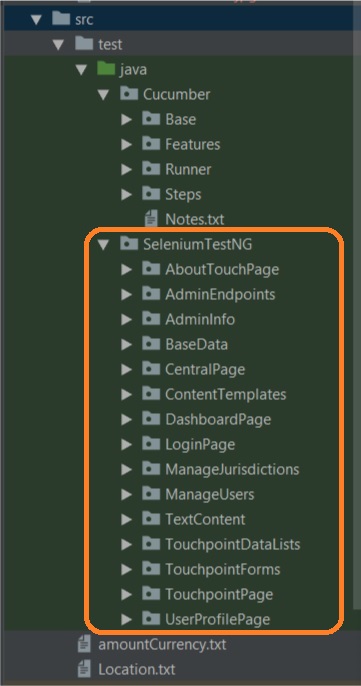 src
test
java
Cucumber
Base
Features
Runner
Steps
Notes.txt
SeleniumTestNG
AboutTouchPage
AdminEndpoints
AdminInfo
BaseData
CentralPage
ContentTemplates
DashboardPage
LoginPage
ManageJurisdictions
ManageUsers
TextContent
TouchpointDataLists
TouchpointForms
TouchpointPage
UserProfilePage
amountCurrency.txt
Location.txt